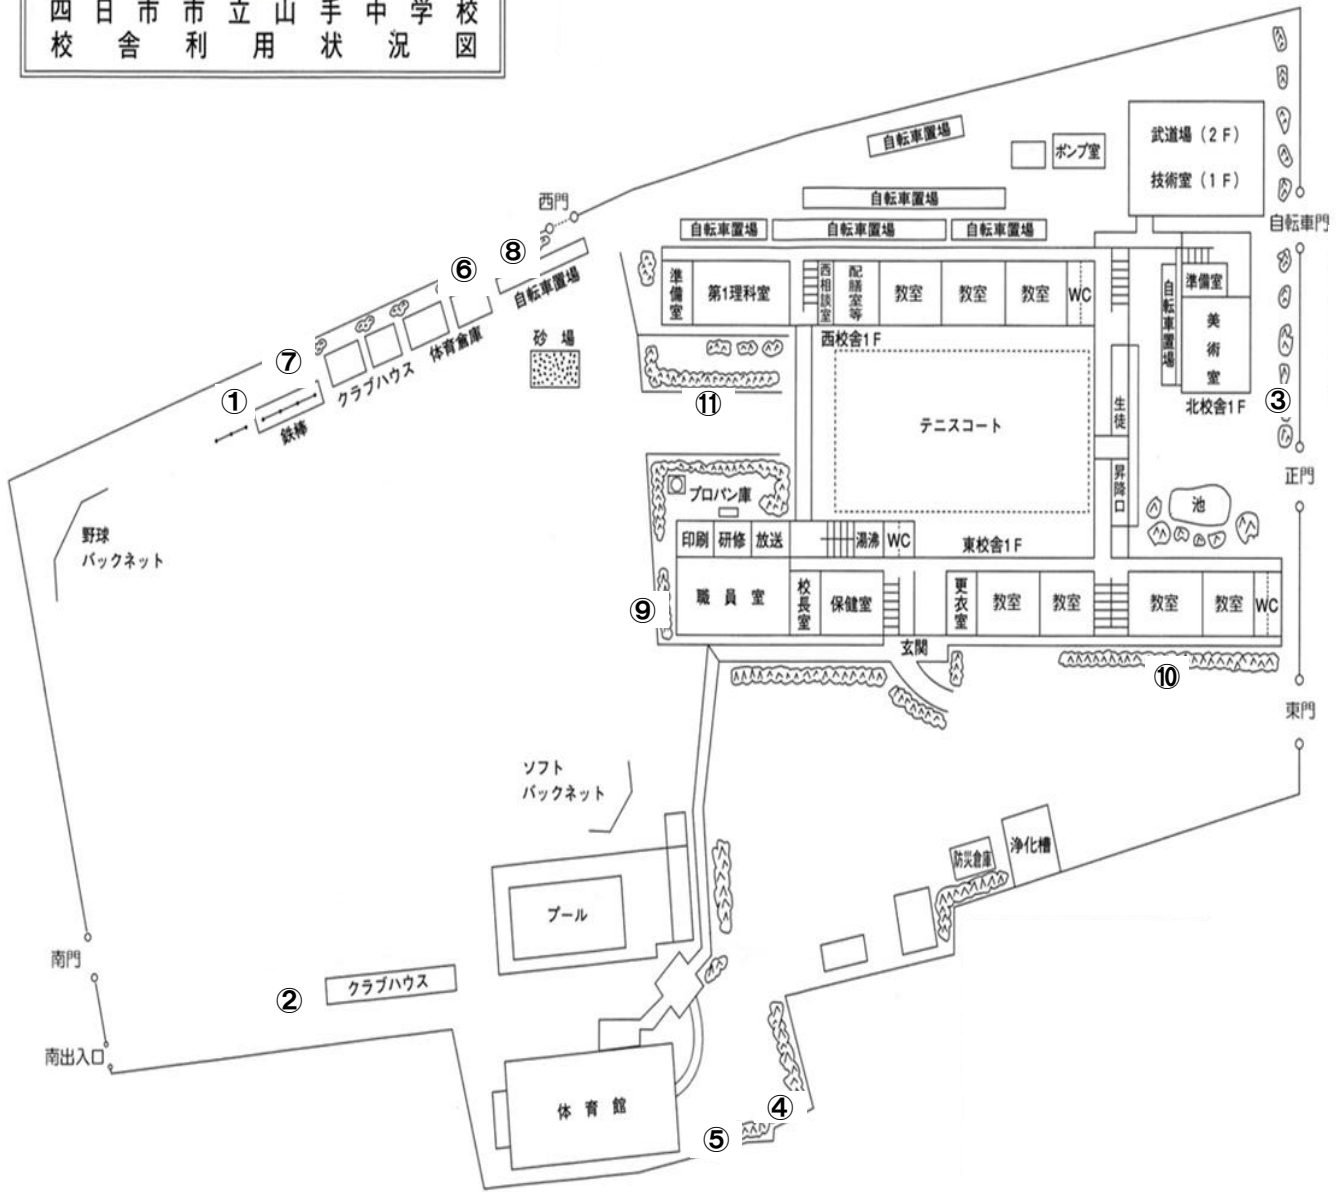 四日市市立山手中学校
校舎利用状況図
自転車置場
ポンプ室
武道場(2F)
技術室(1F)
西門
自転車置場
自転車門
⑧
自転車置場
自転車置場
自転車置場
⑥
自転車置場
準備室
第1理科室
西相談室
配膳室等
教室
教室
教室
WC
自転車置場
準備室
美術室
体育倉庫
砂場
西校舎1F
⑦
クラブハウス
①
鉄棒
⑪
テニスコート
生徒
昇降口
北校舎1F
③
正門
野球
バックネット
プロパン庫
池
印刷
研修
放送
湯沸
WC
東校舎1F
⑨
職員室
校長室
保健室
更衣室
教室
教室
教室
教室
WC
玄関
⑩
東門
ソフト
バックネット
防災倉庫
浄化槽
プール
南門
②
クラブハウス
南出入口
体育館
④
⑤